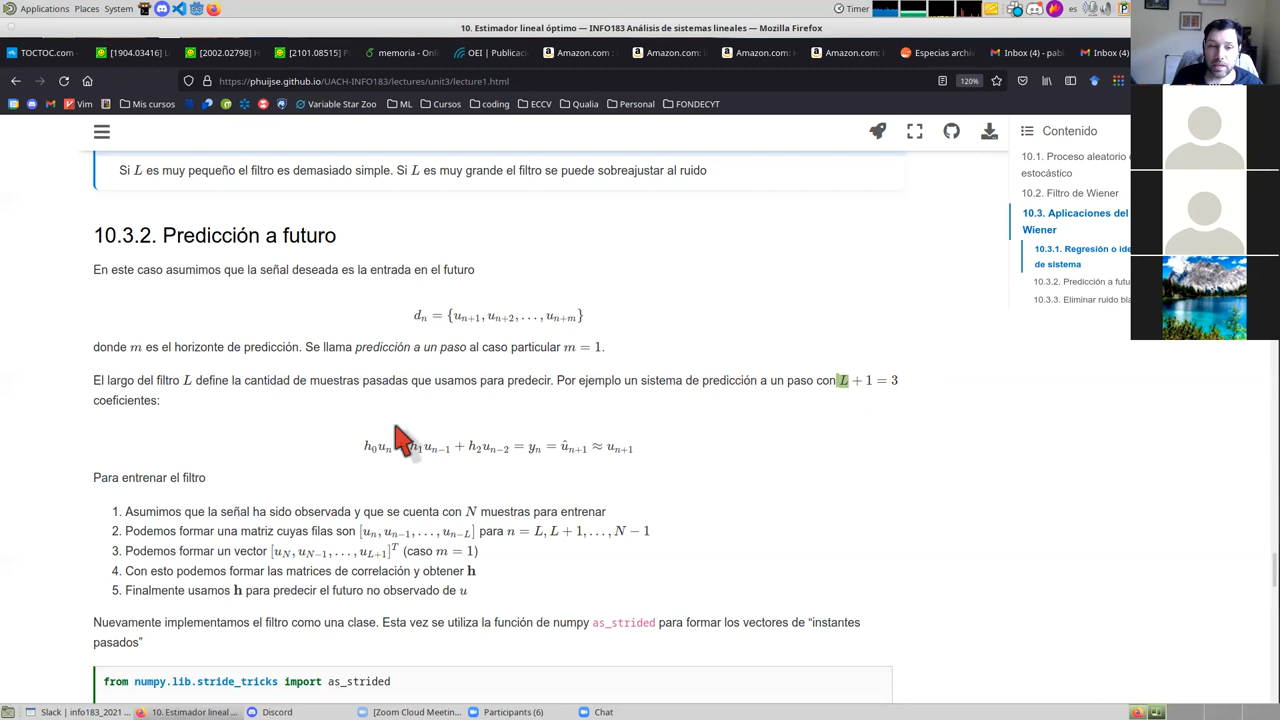 Applications Places System Timer es
10. Estimador lineal óptimo — INFO183 Análisis de sistemas lineales — Mozilla Firefox
TOCTOC.com [1904.03416] L [2002.02798] H [2101.08515] F memoria - D OEI | Public Amazon.com: Amazon.com: Amazon.com: Amazon.com: Especias archiv Inbox (4) - pabl Inbox (4)
https://phuijse.github.io/UACH-INFO183/lectures/unit3/lecture1.html 120%
Vim Mis cursos Variable Star Zoo ML Cursos coding ECCV Qualia Personal FONDECYT
Si L es muy pequeño el filtro es demasiado simple. Si L es muy grande el filtro se puede sobreajustar al ruido
10.3.2. Predicción a futuro
En este caso asumimos que la señal deseada es la entrada en el futuro
d_n = {u_{n+1}, u_{n+2}, . . . , u_{n+m}}
donde m es el horizonte de predicción. Se llama predicción a un paso al caso particular m = 1.
El largo del filtro L define la cantidad de muestras pasadas que usamos para predecir. Por ejemplo un sistema de predicción a un paso con L + 1 = 3
coeficientes:
h_0u_n h_1u_{n−1} + h_2u_{n−2} = y_n = û_{n+1} ≈ u_{n+1}
Para entrenar el filtro
1. Asumimos que la señal ha sido observada y que se cuenta con N muestras para entrenar
2. Podemos formar una matriz cuyas filas son [u_n, u_{n−1}, . . . , u_{n−L}] para n = L, L + 1, . . . , N − 1
3. Podemos formar un vector [u_N, u_{N−1}, . . . , u_{L+1}]^T (caso m = 1)
4. Con esto podemos formar las matrices de correlación y obtener h
5. Finalmente usamos h para predecir el futuro no observado de u
Nuevamente implementamos el filtro como una clase. Esta vez se utiliza la función de numpy as_strided para formar los vectores de “instantes
pasados”
from numpy.lib.stride_tricks import as_strided
Contenido
10.1. Proceso aleatorio
estocástico
10.2. Filtro de Wiener
10.3. Aplicaciones del
Wiener
10.3.1. Regresión o ide
de sistema
10.3.2. Predicción a futu
10.3.3. Eliminar ruido bla
Slack | info183_2021 10. Estimador lineal ... Discord [Zoom Cloud Meetin... Participants (6) Chat